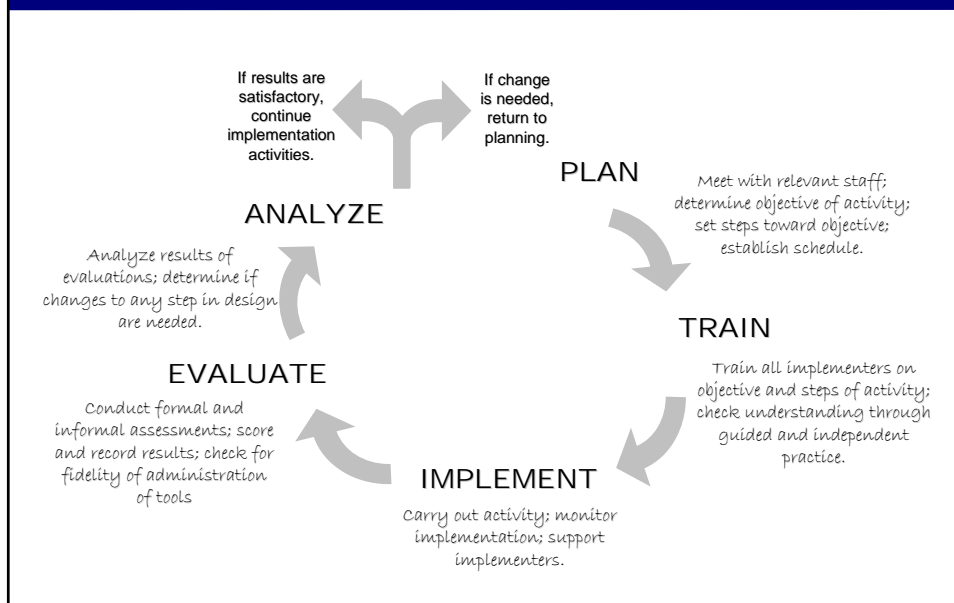 If results are
satisfactory,
continue
implementation
activities.
If change
is needed,
return to
planning.
PLAN
Meet with relevant staff;
determine objective of activity;
set steps toward objective;
establish schedule.
TRAIN
Train all implementers on
objective and steps of activity;
check understanding through
guided and independent
practice.
IMPLEMENT
Carry out activity; monitor
implementation; support
implementers.
EVALUATE
Conduct formal and
informal assessments; score
and record results; check for
fidelity of administration
of tools
ANALYZE
Analyze results of
evaluations; determine if
changes to any step in design
are needed.